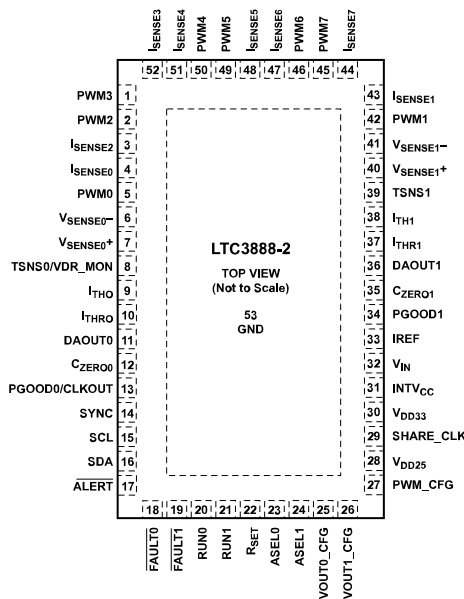 ISENSE3
ISENSE4
PWM4
PWM5
ISENSE5
ISENSE6
PWM6
PWM7
ISENSE7
52 51 50 49 48 47 46 45 44
PWM3 1
PWM2 2
ISENSE2 3
ISENSE0 4
PWM0 5
VSENSE0– 6
VSENSE0+ 7
TSNS0/VDR_MON 8
ITH0 9
ITHR0 10
DAOUT0 11
CZERO0 12
PGOOD0/CLKOUT 13
SYNC 14
SCL 15
SDA 16
ALERT 17
LTC3888-2
TOP VIEW
(Not to Scale)
53
GND
43 ISENSE1
42 PWM1
41 VSENSE1–
40 VSENSE1+
39 TSNS1
38 ITH1
37 ITHR1
36 DAOUT1
35 CZERO1
34 PGOOD1
33 IREF
32 VIN
31 INTVCC
30 VDD33
29 SHARE_CLK
28 VDD25
27 PWM_CFG
18 19 20 21 22 23 24 25 26
FAULT0
FAULT1
RUN0
RUN1
RSET
ASEL0
ASEL1
VOUT0_CFG
VOUT1_CFG